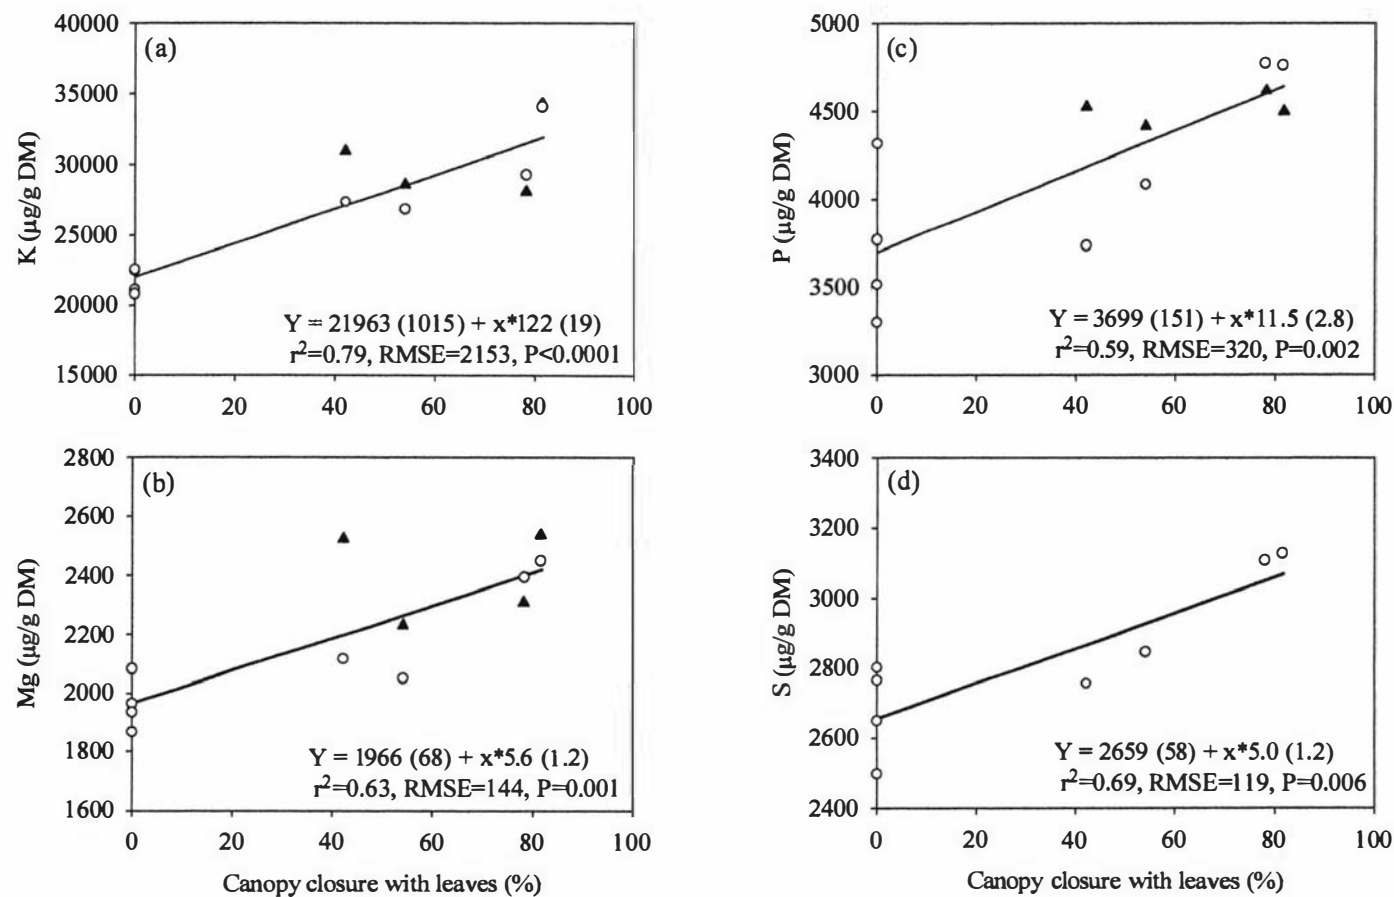 (a)
K (µg/g DM)
40000
35000
30000
25000
20000
15000
Y = 21963 (1015) + x*122 (19)
r²=0.79, RMSE=2153, P<0.0001
0 20 40 60 80 100
(c)
P (µg/g DM)
5000
4500
4000
3500
3000
Y = 3699 (151) + x*11.5 (2.8)
r²=0.59, RMSE=320, P=0.002
0 20 40 60 80 100
(b)
Mg (µg/g DM)
2800
2600
2400
2200
2000
1800
1600
Y = 1966 (68) + x*5.6 (1.2)
r²=0.63, RMSE=144, P=0.001
0 20 40 60 80 100
Canopy closure with leaves (%)
(d)
S (µg/g DM)
3400
3200
3000
2800
2600
2400
Y = 2659 (58) + x*5.0 (1.2)
r²=0.69, RMSE=119, P=0.006
0 20 40 60 80 100
Canopy closure with leaves (%)